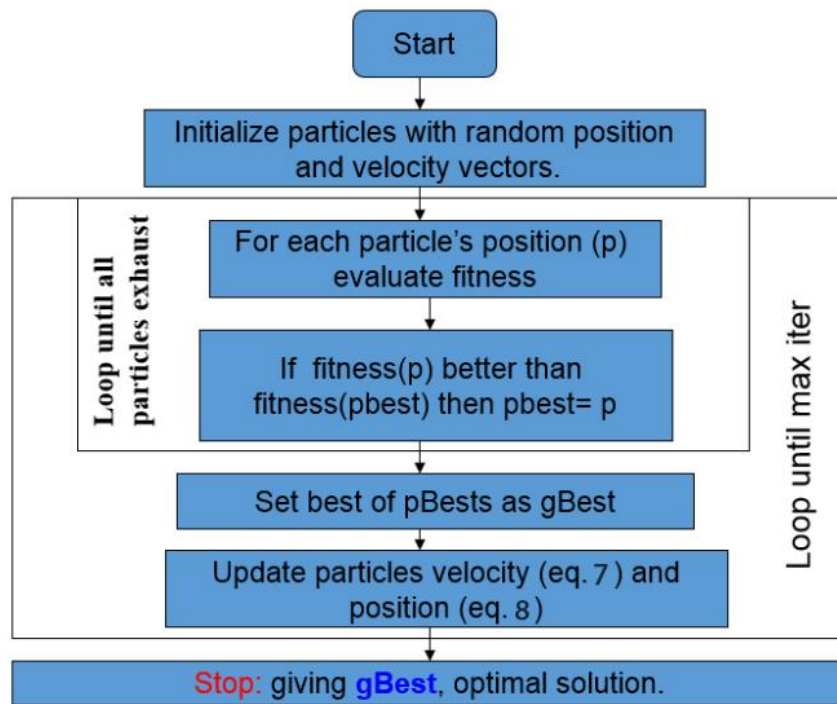 Start
Initialize particles with random position
and velocity vectors.
Loop until all
particles exhaust
For each particle's position (p)
evaluate fitness
If fitness(p) better than
fitness(pbest) then pbest= p
Loop until max iter
Set best of pBests as gBest
Update particles velocity (eq. 7) and
position (eq. 8)
Stop: giving gBest, optimal solution.